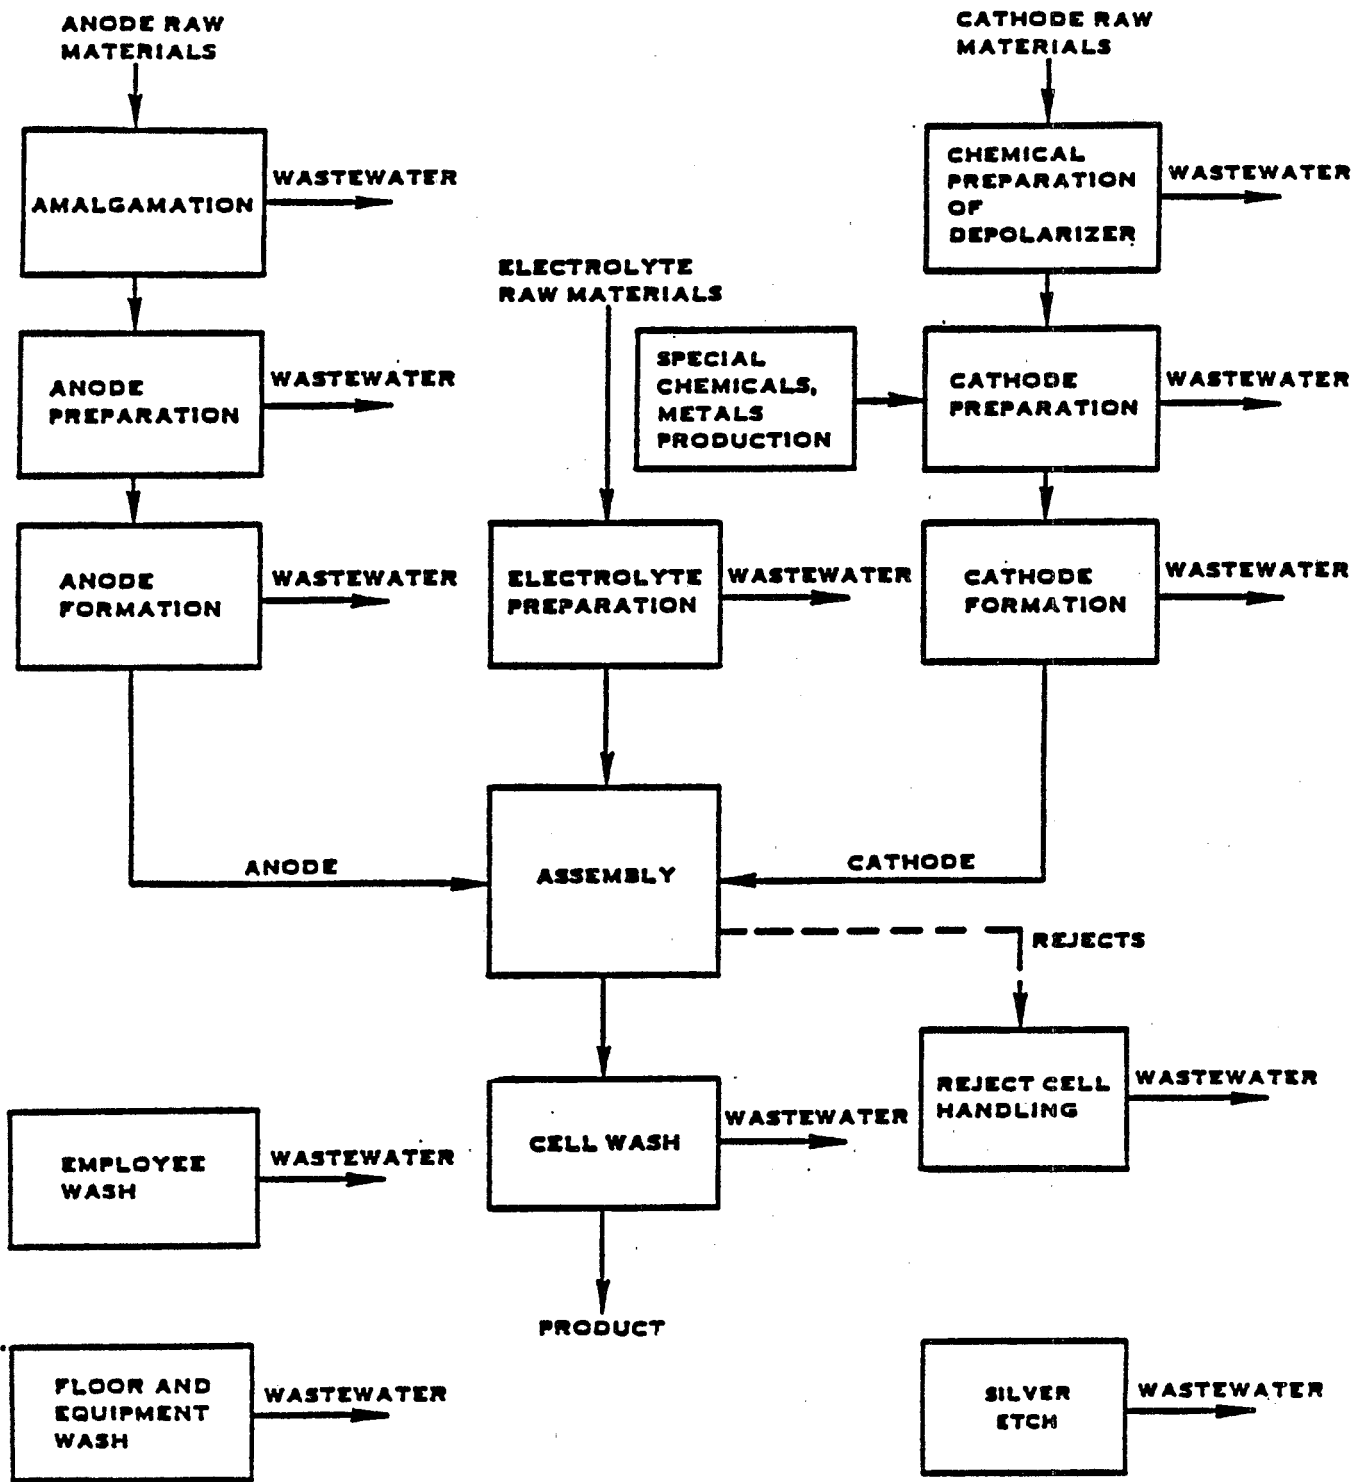 ANODE RAW
MATERIALS
CATHODE RAW
MATERIALS
AMALGAMATION
WASTEWATER
CHEMICAL
PREPARATION
OF
DEPOLARIZER
WASTEWATER
ELECTROLYTE
RAW MATERIALS
ANODE
PREPARATION
WASTEWATER
SPECIAL
CHEMICALS,
METALS
PRODUCTION
CATHODE
PREPARATION
WASTEWATER
ANODE
FORMATION
WASTEWATER
ELECTROLYTE
PREPARATION
WASTEWATER
CATHODE
FORMATION
WASTEWATER
ANODE
ASSEMBLY
CATHODE
REJECTS
REJECT CELL
HANDLING
WASTEWATER
CELL WASH
WASTEWATER
EMPLOYEE
WASH
WASTEWATER
PRODUCT
FLOOR AND
EQUIPMENT
WASH
WASTEWATER
SILVER
ETCH
WASTEWATER